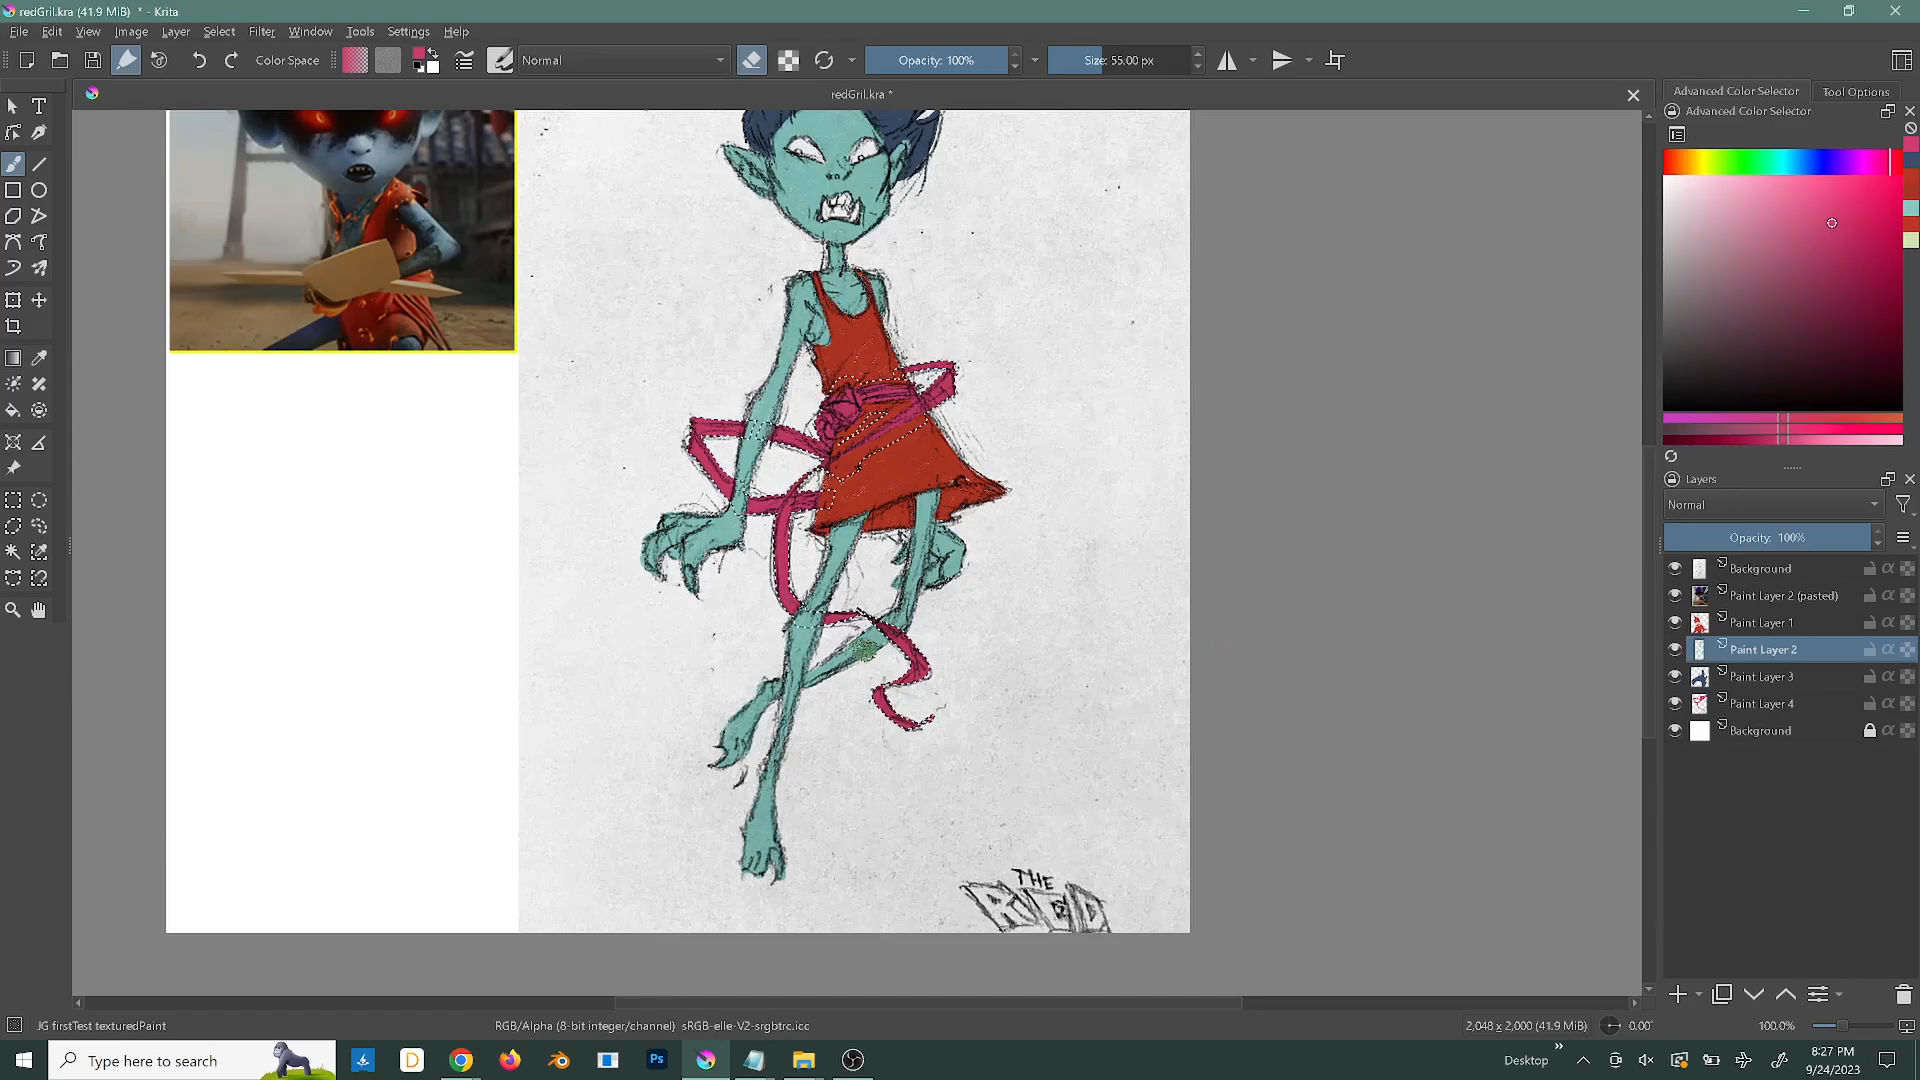 redGril.kra (41.9 MiB) * - Krita
File Edit View Image Layer Select Filter Tools Settings Window Help
Color Space
Normal
Opacity: 100%
Size: 55.00 px
redGril.kra *
Advanced Color Selector
Tool Options
Advanced Color Selector
Layers
Normal
Opacity: 100%
Background
Paint Layer 2 (pasted)
Paint Layer 1
Paint Layer 2
Paint Layer 3
Paint Layer 4
Background
THE
RED
JG firstTest texturedPaint
RGB/Alpha (8-bit integer/channel) sRGB-elle-V2-srgbtrc.icc
2,048 x 2,000 (41.9 MiB)
0.00°
100.0%
Type here to search
D
Ps
Desktop
8:27 PM
9/24/2023